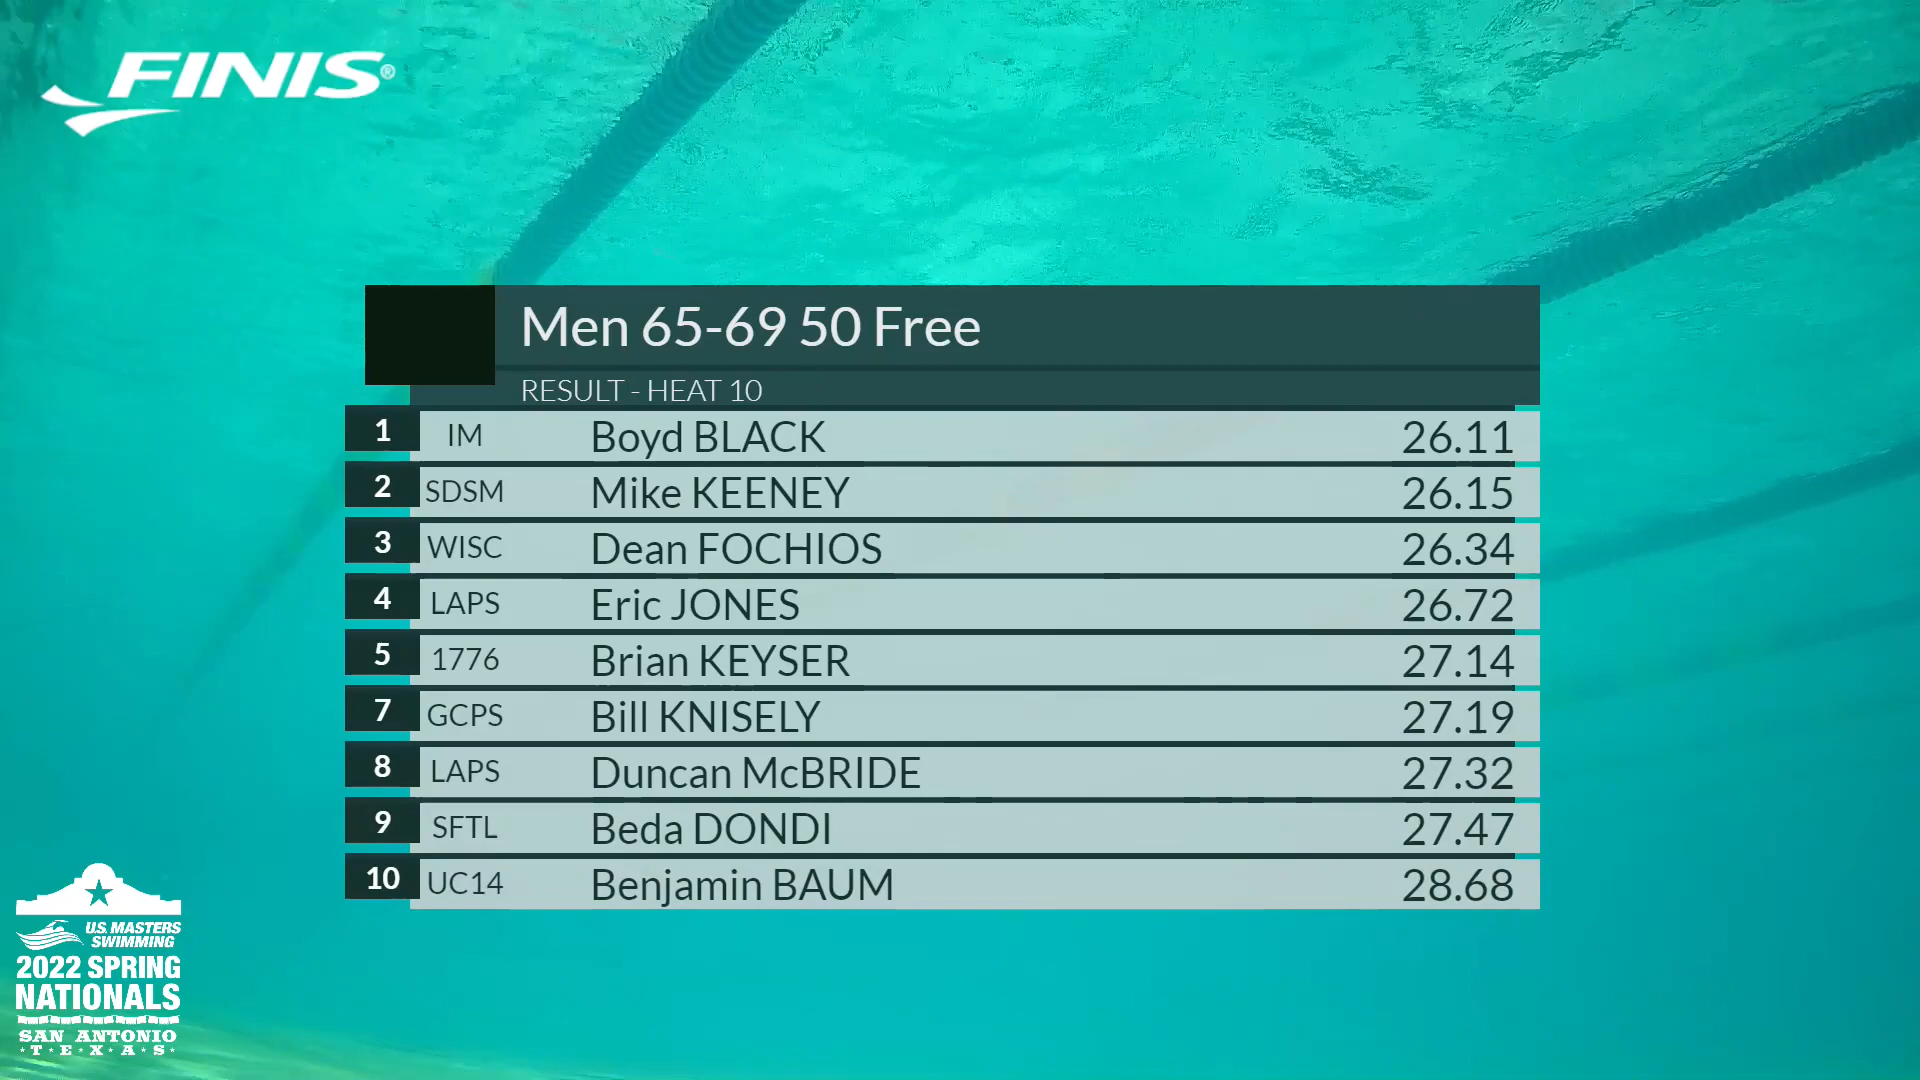 FINIS®
Men 65-69 50 Free
RESULT - HEAT 10
1 IM Boyd BLACK 26.11
2 SDSM Mike KEENEY 26.15
3 WISC Dean FOCHIOS 26.34
4 LAPS Eric JONES 26.72
5 1776 Brian KEYSER 27.14
7 GCPS Bill KNISELY 27.19
8 LAPS Duncan McBRIDE 27.32
9 SFTL Beda DONDI 27.47
10 UC14 Benjamin BAUM 28.68
U.S. MASTERS
SWIMMING
2022 SPRING
NATIONALS
SAN ANTONIO
T·E·X·A·S